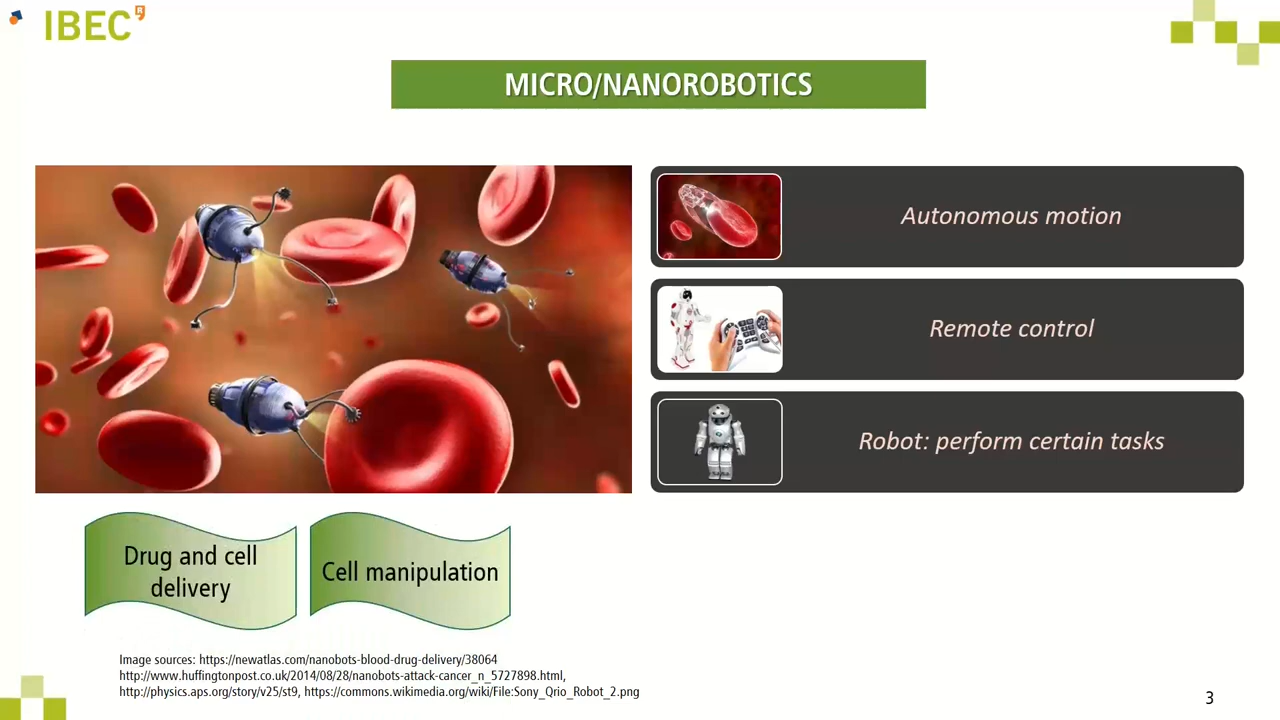 IBEC
MICRO/NANOROBOTICS
Autonomous motion
Remote control
Robot: perform certain tasks
Drug and cell
delivery
Cell manipulation
Image sources: https://newatlas.com/nanobots-blood-drug-delivery/38064
http://www.huffingtonpost.co.uk/2014/08/28/nanobots-attack-cancer_n_5727898.html,
http://physics.aps.org/story/v25/st9, https://commons.wikimedia.org/wiki/File:Sony_Qrio_Robot_2.png
3